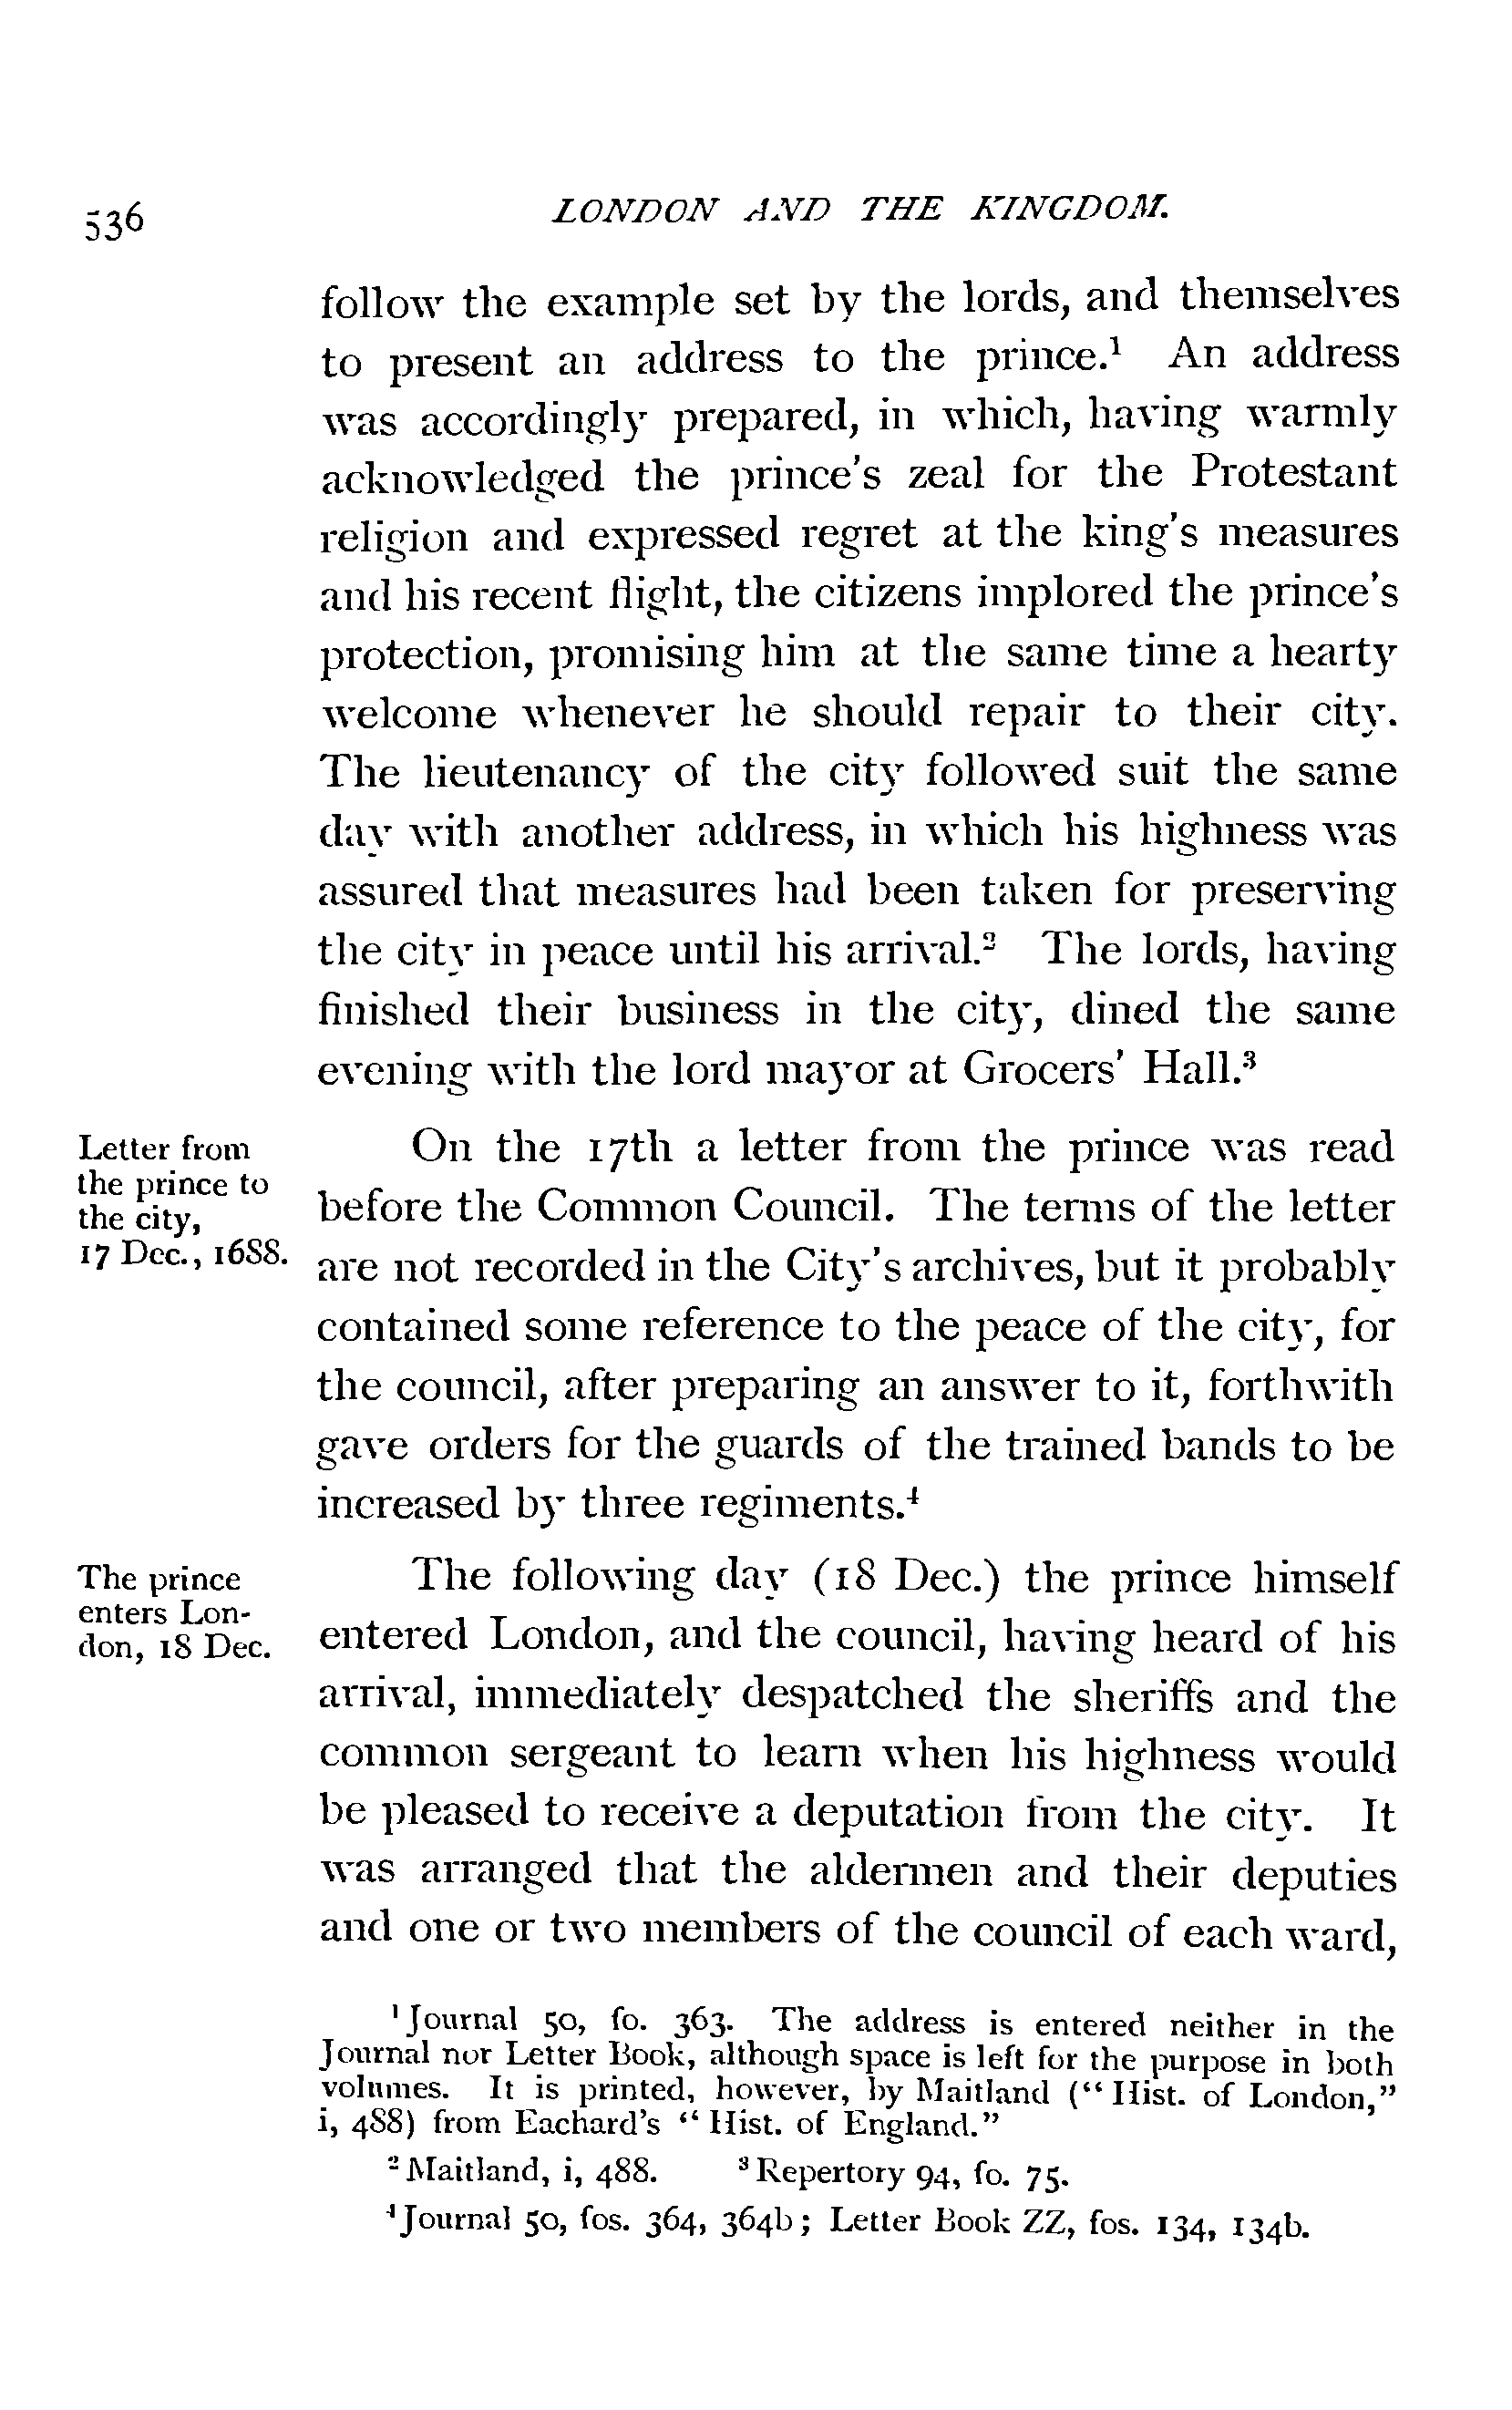 536
LONDON AND THE KINGDOM.
follow the example set by the lords, and themselves
to present an address to the prince.¹ An address
was accordingly prepared, in which, having warmly
acknowledged the prince's zeal for the Protestant
religion and expressed regret at the king's measures
and his recent flight, the citizens implored the prince's
protection, promising him at the same time a hearty
welcome whenever he should repair to their city.
The lieutenancy of the city followed suit the same
day with another address, in which his highness was
assured that measures had been taken for preserving
the city in peace until his arrival.² The lords, having
finished their business in the city, dined the same
evening with the lord mayor at Grocers' Hall.³
Letter from
the prince to
the city,
17 Dec., 1688.
On the 17th a letter from the prince was read
before the Common Council. The terms of the letter
are not recorded in the City's archives, but it probably
contained some reference to the peace of the city, for
the council, after preparing an answer to it, forthwith
gave orders for the guards of the trained bands to be
increased by three regiments.⁴
The prince
enters Lon-
don, 18 Dec.
The following day (18 Dec.) the prince himself
entered London, and the council, having heard of his
arrival, immediately despatched the sheriffs and the
common sergeant to learn when his highness would
be pleased to receive a deputation from the city. It
was arranged that the aldermen and their deputies
and one or two members of the council of each ward,
¹ Journal 50, fo. 363. The address is entered neither in the
Journal nor Letter Book, although space is left for the purpose in both
volumes. It is printed, however, by Maitland ("Hist. of London,"
i, 488) from Eachard's "Hist. of England."
² Maitland, i, 488. ³ Repertory 94, fo. 75.
⁴ Journal 50, fos. 364, 364b; Letter Book ZZ, fos. 134, 134b.